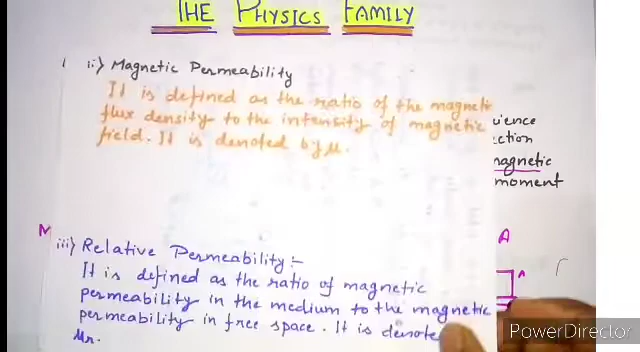 THE PHYSICS FAMILY
ii) Magnetic Permeability
It is defined as the ratio of the magnetic
flux density to the intensity of magnetic
field. It is denoted by μ.
uience
ection
magnetic
moment
M
iii) Relative Permeability :-
It is defined as the ratio of magnetic
permeability in the medium to the magnetic
permeability in free space. It is denote
μr.
A
A
PowerDirector